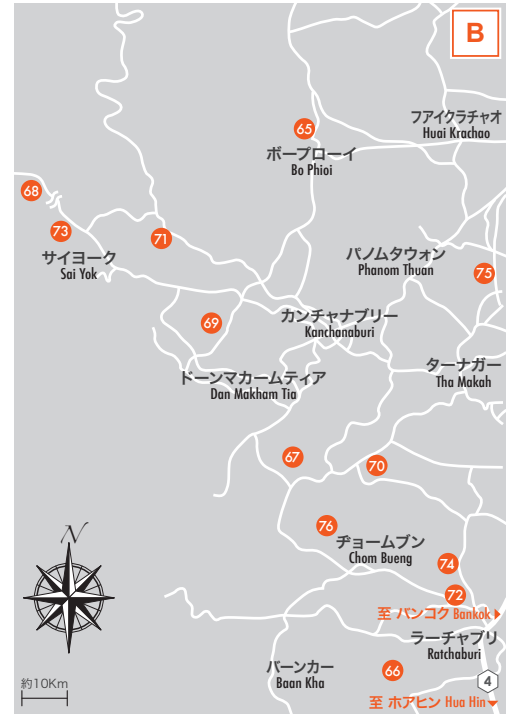 B
フアイクラチャオ
Huai Krachao
65
ボープローイ
Bo Phioi
68
73
71
サイヨーク
Sai Yok
パノムタウォン
Phanom Thuan
75
69
カンチャナブリー
Kanchanaburi
ドーンマカームティア
Dan Makham Tia
ターナガー
Tha Makah
67
70
76
ヂョームブン
Chom Bueng
74
72
至 バンコク Bankok
ラーチャブリ
Ratchaburi
バーンカー
Baan Kha
66
4
至 ホアヒン Hua Hin
N
約10Km